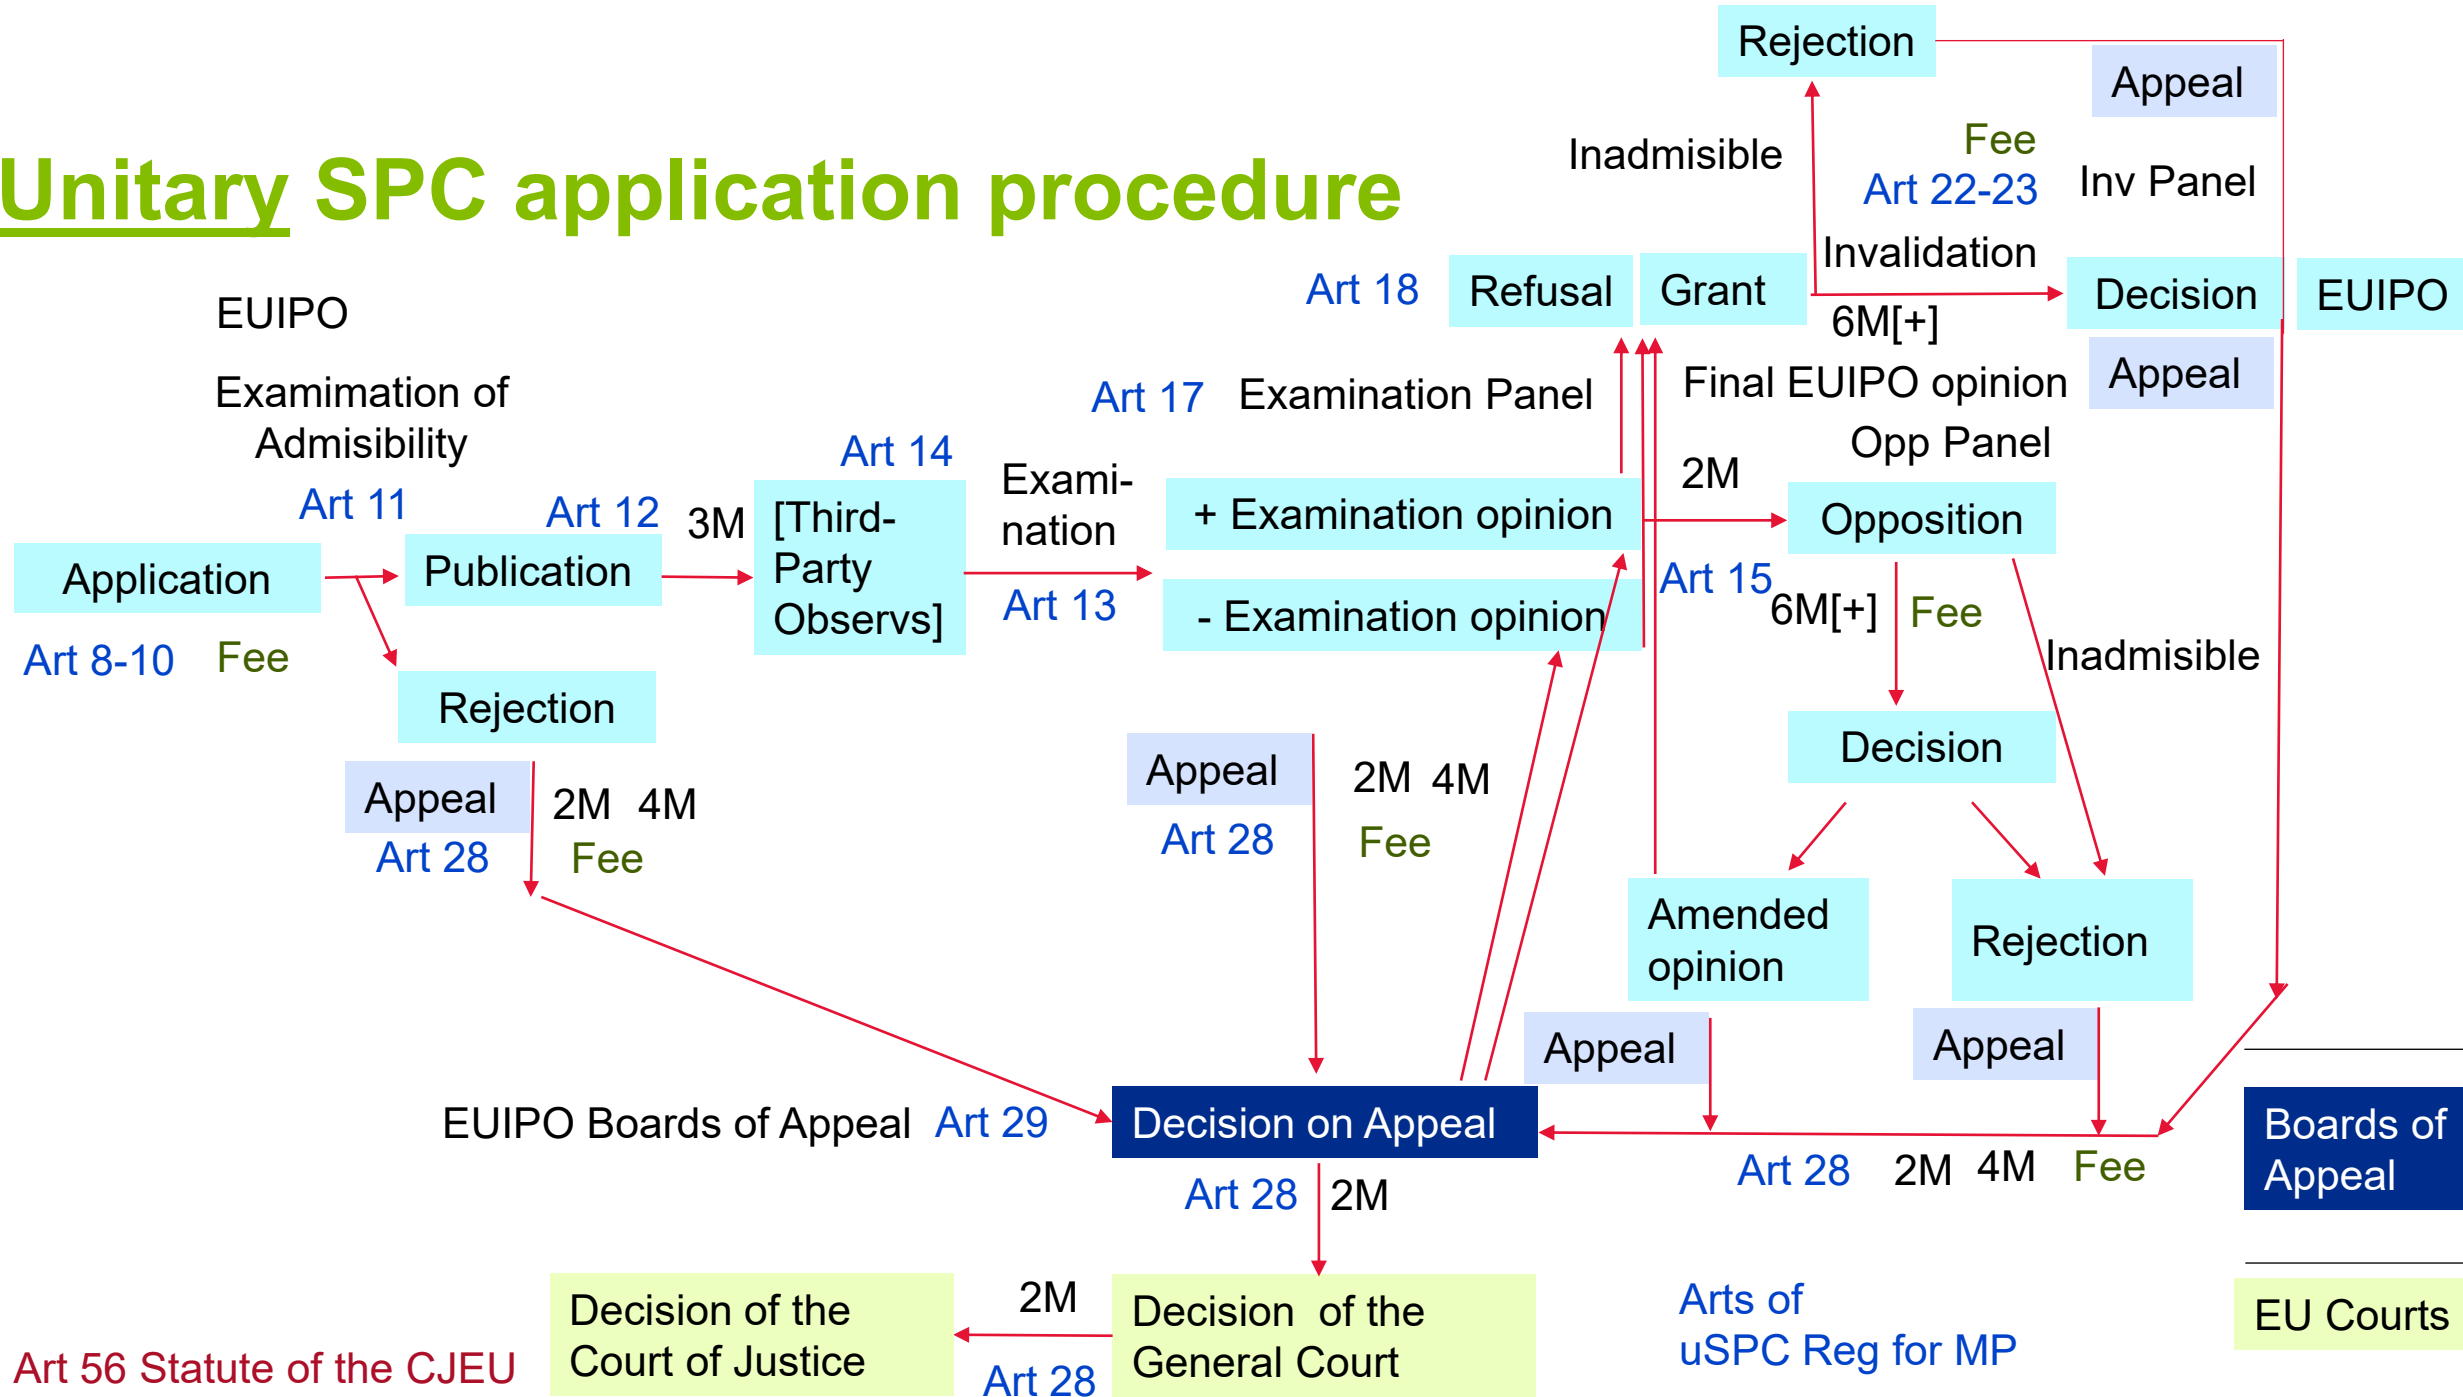 Unitary SPC application procedure
Rejection
Appeal
Inadmisible
Fee
Art 22-23
Inv Panel
Invalidation
Art 18
Refusal
Grant
Decision
EUIPO
6M[+]
EUIPO
Examimation of
Admisibility
Art 17
Examination Panel
Final EUIPO opinion
Appeal
Opp Panel
Art 11
Art 12
3M
Art 14
[Third-
Party
Observs]
Exami-
nation
Art 13
+ Examination opinion
- Examination opinion
2M
Opposition
Art 15
6M[+]
Fee
Inadmisible
Application
Publication
Art 8-10
Fee
Rejection
Decision
Appeal
2M 4M
Art 28
Fee
Appeal
2M 4M
Art 28
Fee
Amended
opinion
Rejection
Appeal
Appeal
EUIPO Boards of Appeal
Art 29
Decision on Appeal
Art 28
2M
4M
Fee
Boards of
Appeal
Art 28
2M
Decision of the
Court of Justice
2M
Art 28
Decision of the
General Court
Arts of
uSPC Reg for MP
EU Courts
Art 56 Statute of the CJEU